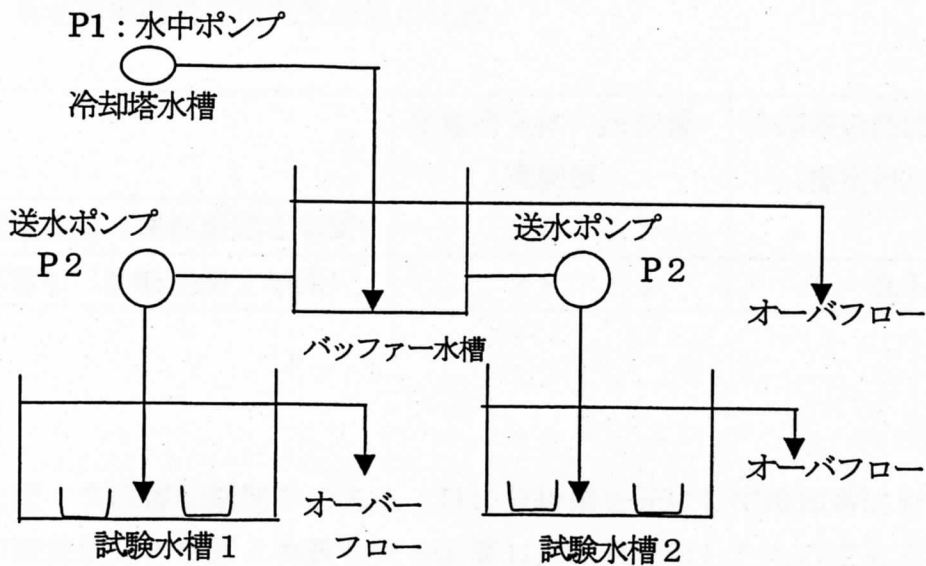 P1：水中ポンプ
冷却塔水槽
送水ポンプ
P2
送水ポンプ
P2
オーバフロー
バッファー水槽
オーバー
フロー
オーバフロー
試験水槽1
試験水槽2